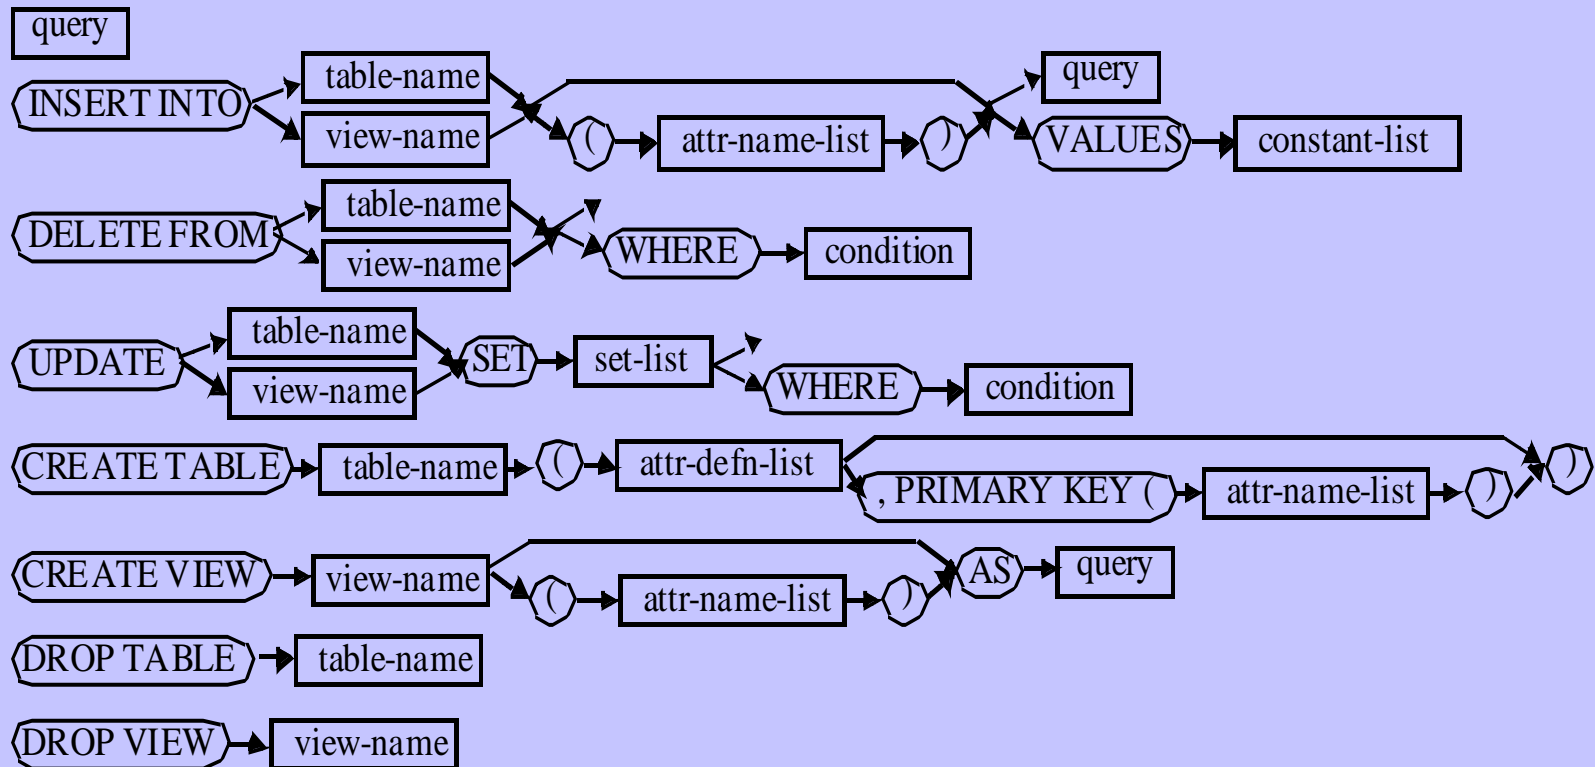 query
INSERT INTO table-name ( attr-name-list ) query
view-name VALUES constant-list
DELETE FROM table-name WHERE condition
view-name
UPDATE table-name SET set-list WHERE condition
view-name
CREATE TABLE table-name ( attr-defn-list , PRIMARY KEY ( attr-name-list ) )
CREATE VIEW view-name ( attr-name-list ) AS query
DROP TABLE table-name
DROP VIEW view-name